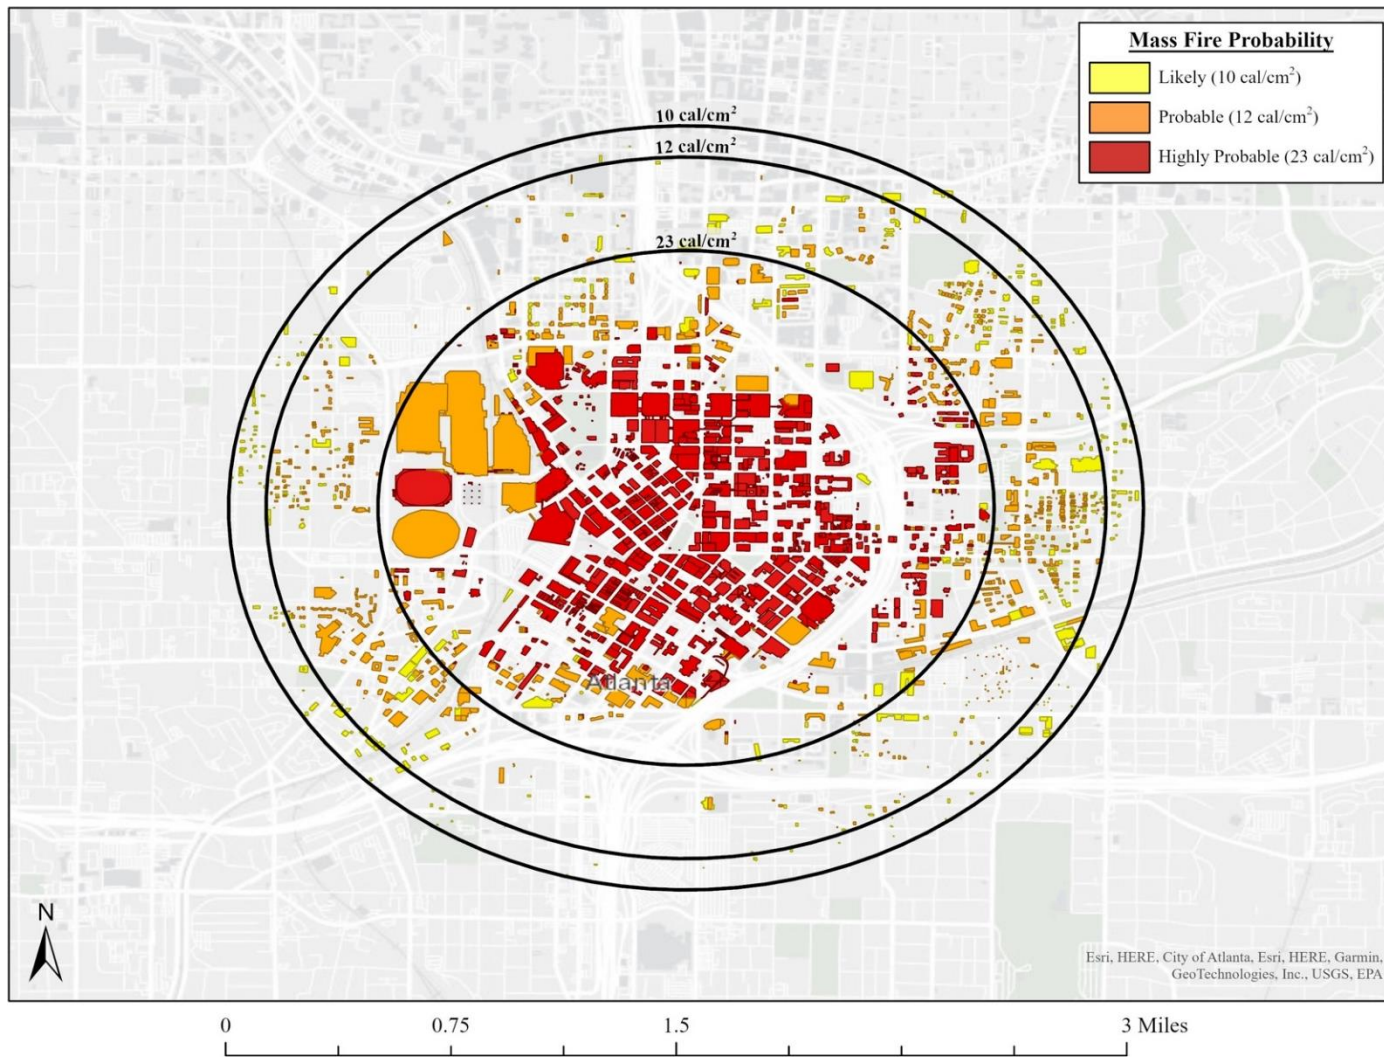 Mass Fire Probability
Likely (10 cal/cm²)
Probable (12 cal/cm²)
Highly Probable (23 cal/cm²)
10 cal/cm²
12 cal/cm²
23 cal/cm²
Atlanta
N
Esri, HERE, City of Atlanta, Esri, HERE, Garmin,
GeoTechnologies, Inc., USGS, EPA
0 0.75 1.5 3 Miles